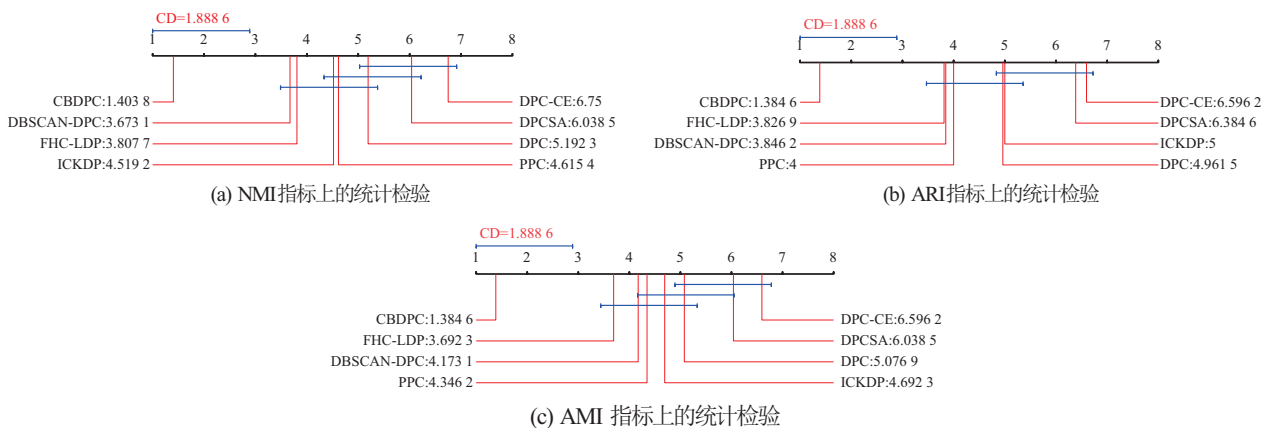 CD=1.888 6
1 2 3 4 5 6 7 8
CBDPC:1.403 8
DBSCAN-DPC:3.673 1
FHC-LDP:3.807 7
ICKDP:4.519 2
DPC-CE:6.75
DPCSA:6.038 5
DPC:5.192 3
PPC:4.615 4
(a) NMI指标上的统计检验
CD=1.888 6
1 2 3 4 5 6 7 8
CBDPC:1.384 6
FHC-LDP:3.826 9
DBSCAN-DPC:3.846 2
PPC:4
DPC-CE:6.596 2
DPCSA:6.384 6
ICKDP:5
DPC:4.961 5
(b) ARI指标上的统计检验
CD=1.888 6
1 2 3 4 5 6 7 8
CBDPC:1.384 6
FHC-LDP:3.692 3
DBSCAN-DPC:4.173 1
PPC:4.346 2
DPC-CE:6.596 2
DPCSA:6.038 5
DPC:5.076 9
ICKDP:4.692 3
(c) AMI 指标上的统计检验